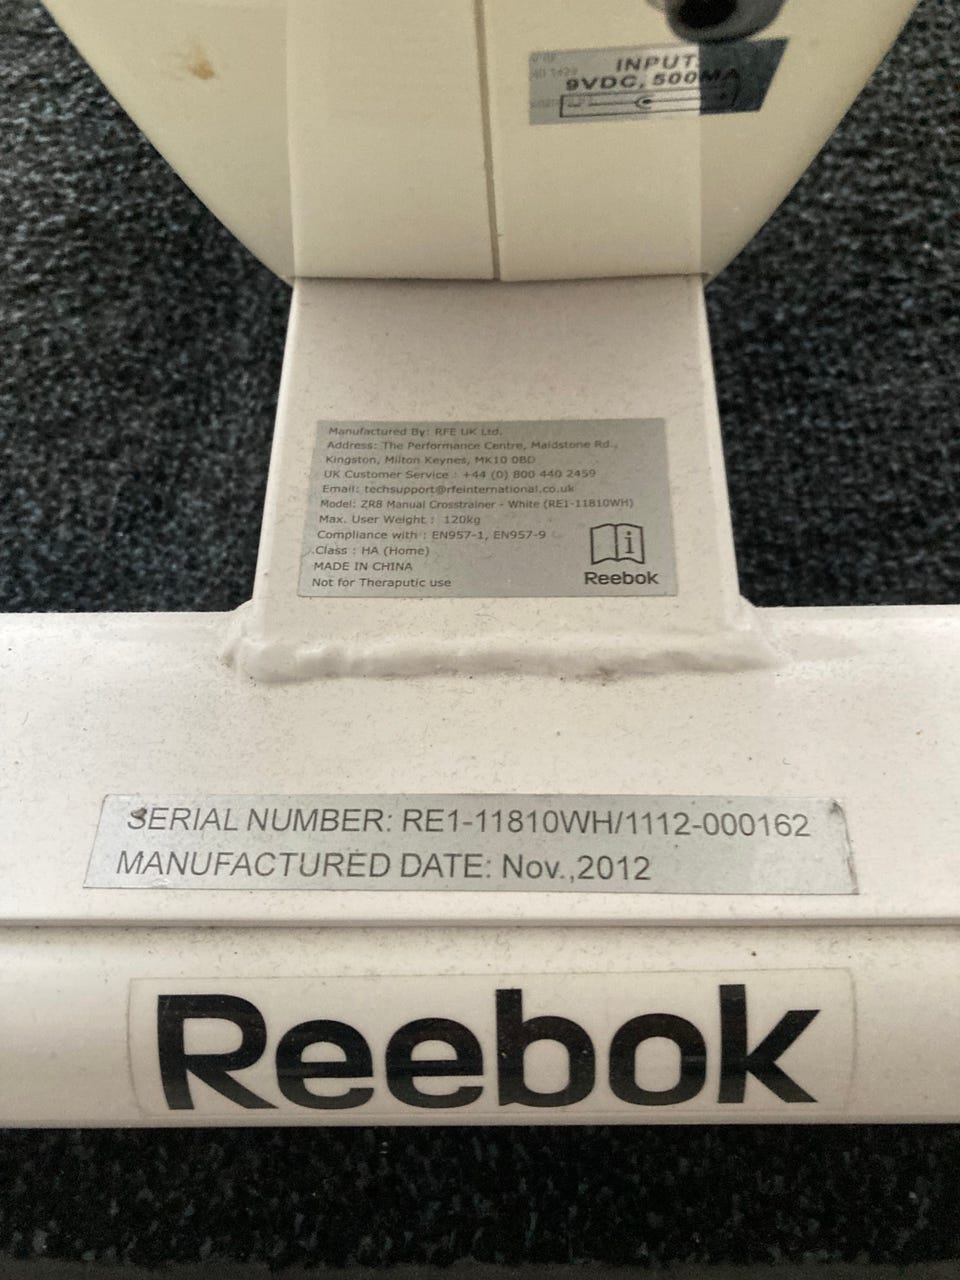 INPUT:
9VDC, 500MA
Manufactured By: RFE UK Ltd.
Address: The Performance Centre, Maidstone Rd.,
Kingston, Milton Keynes, MK10 0BD
UK Customer Service : +44 (0) 800 440 2459
Email: techsupport@rfeinternational.co.uk
Model: ZR8 Manual Crosstrainer - White (RE1-11810WH)
Max. User Weight : 120kg
Compliance with : EN957-1, EN957-9
Class : HA (Home)
MADE IN CHINA
Not for Theraputic use
i
Reebok
SERIAL NUMBER: RE1-11810WH/1112-000162
MANUFACTURED DATE: Nov.,2012
Reebok